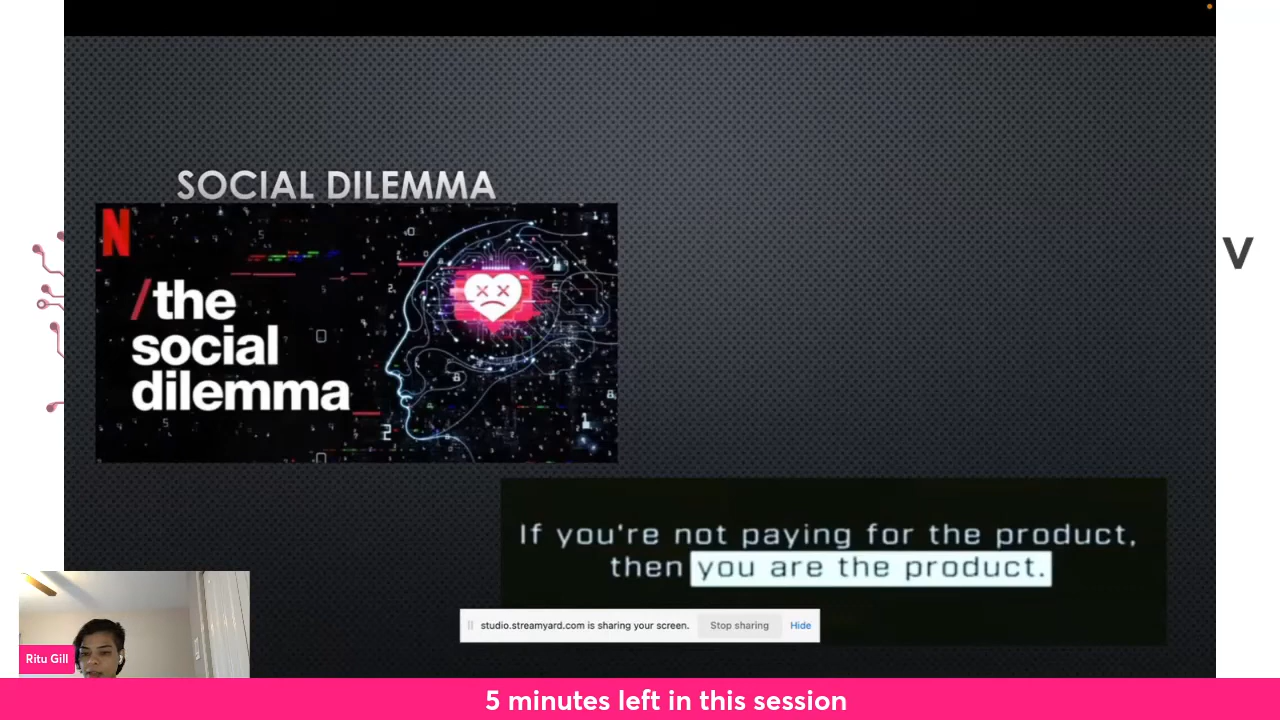 SOCIAL DILEMMA
N
/the
social
dilemma_
V
If you're not paying for the product,
then you are the product.
studio.streamyard.com is sharing your screen.
Stop sharing
Hide
Ritu Gill
5 minutes left in this session